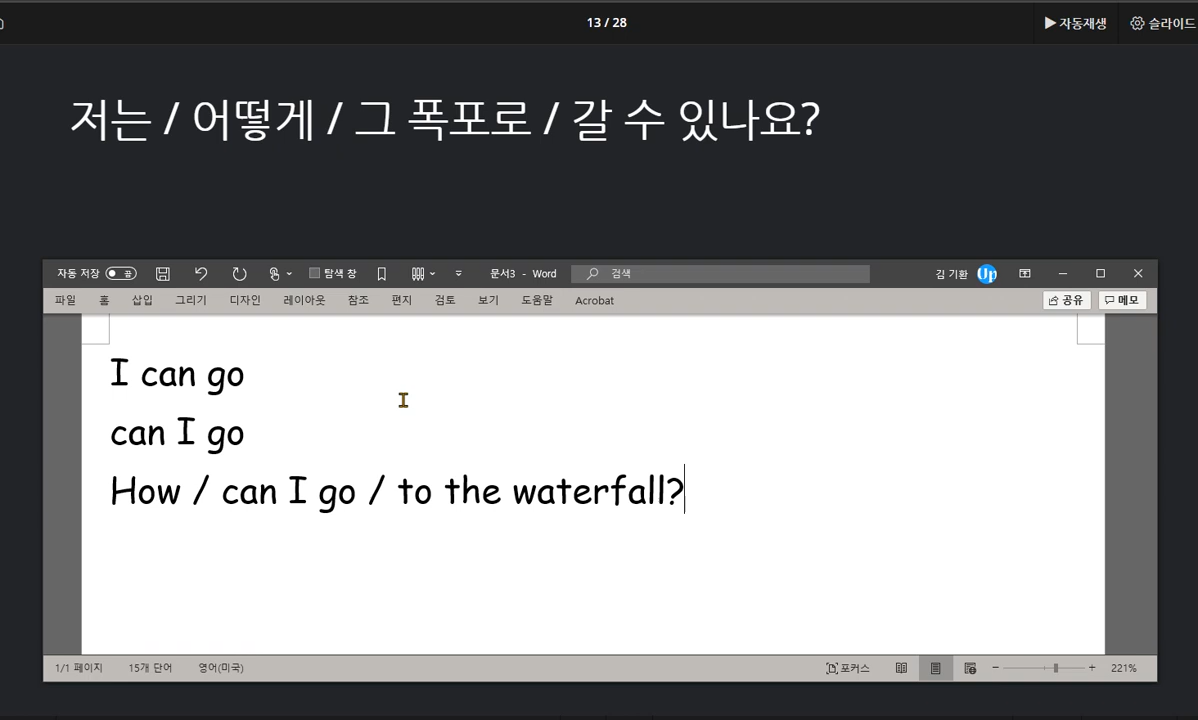 13 / 28
▶ 자동재생
슬라이드
저는 / 어떻게 / 그 폭포로 / 갈 수 있나요?
자동 저장 끔
탐색 창
문서3 - Word
검색
김 기환
Up
파일 홈 삽입 그리기 디자인 레이아웃 참조 편지 검토 보기 도움말 Acrobat
공유 메모
I can go
can I go
How / can I go / to the waterfall?
1/1 페이지 15개 단어 영어(미국)
포커스
221%